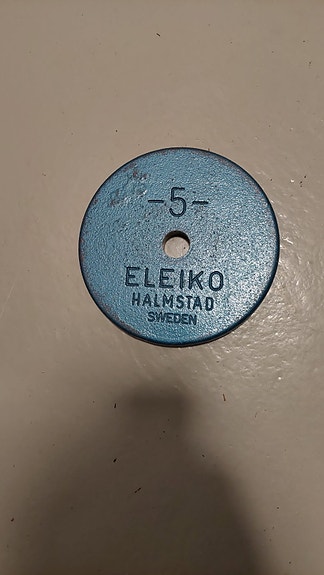 -5-
ELEIKO
HALMSTAD
SWEDEN